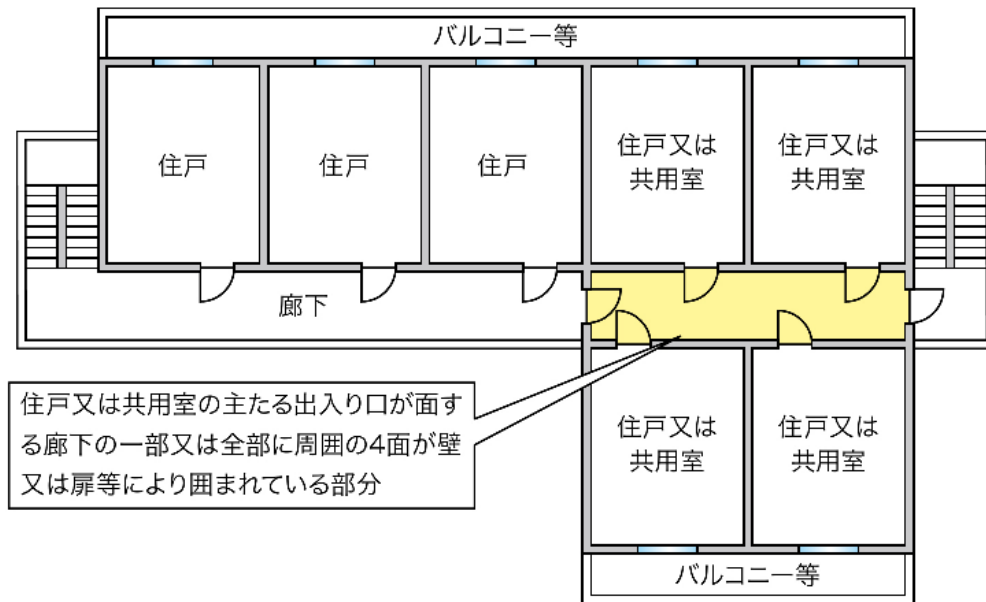 バルコニー等
住戸
住戸
住戸
住戸又は
共用室
住戸又は
共用室
廊下
住戸又は共用室の主たる出入り口が面す
る廊下の一部又は全部に周囲の4面が壁
又は扉等により囲まれている部分
住戸又は
共用室
住戸又は
共用室
バルコニー等